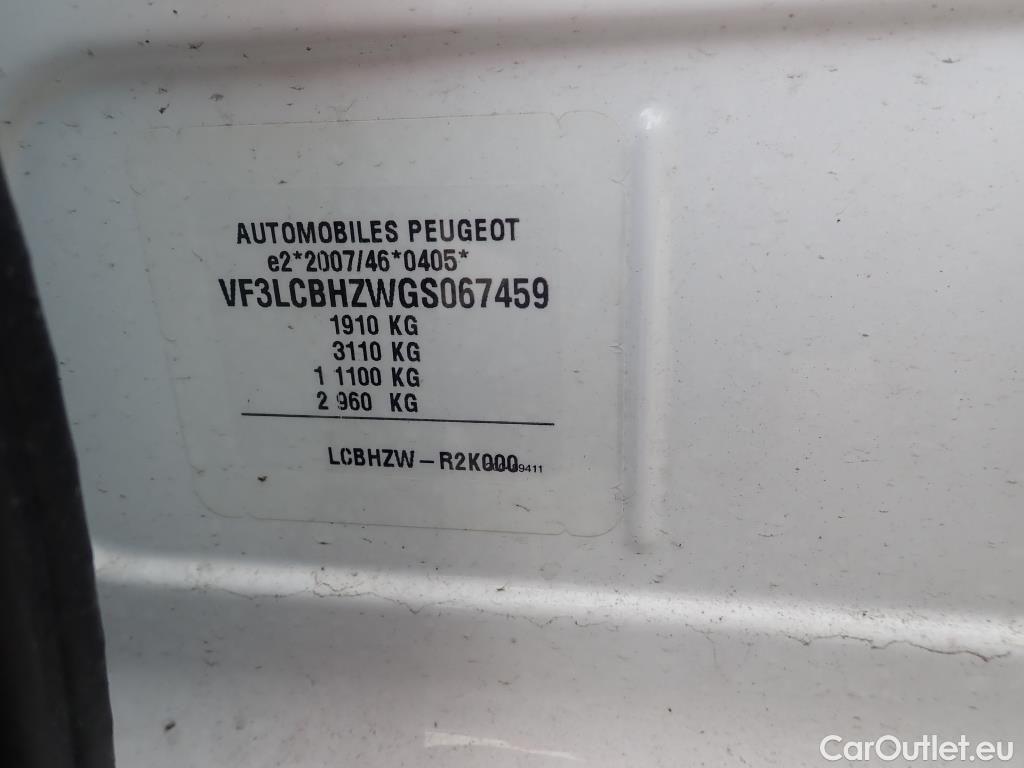 AUTOMOBILES PEUGEOT
e2*2007/46*0405*
VF3LCBHZWGS067459
1910 KG
3110 KG
1 1100 KG
2 960 KG
LCBHZW – R2K000
CarOutlet.eu